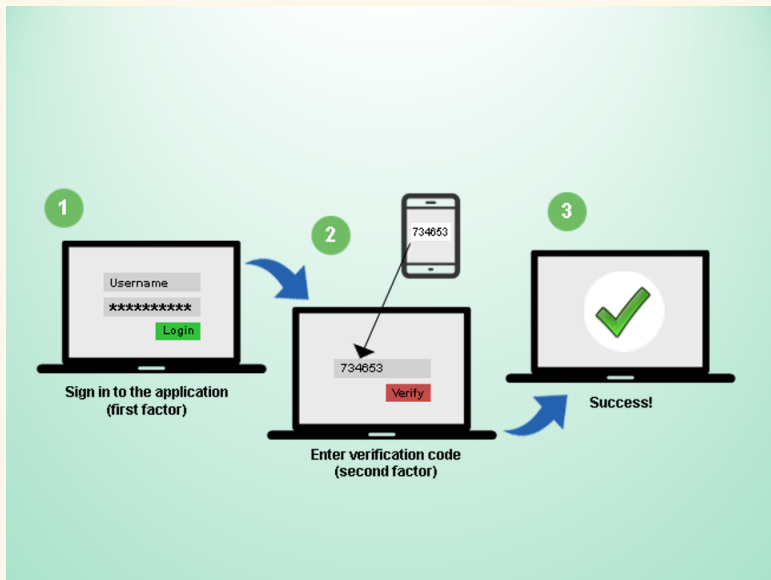 1
Username
**********
Login
Sign in to the application
(first factor)
2
734653
734653
Verify
Enter verification code
(second factor)
3
Success!